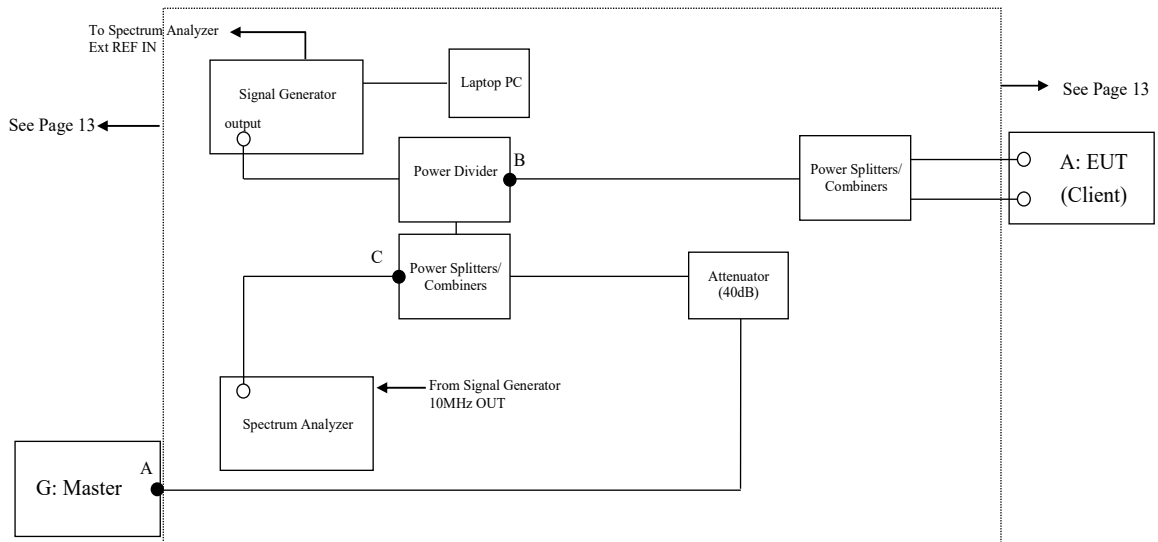 To Spectrum Analyzer
Ext REF IN
Signal Generator
output
Laptop PC
See Page 13
See Page 13
Power Divider
B
Power Splitters/
Combiners
A: EUT
(Client)
C
Power Splitters/
Combiners
Attenuator
(40dB)
From Signal Generator
10MHz OUT
Spectrum Analyzer
A
G: Master